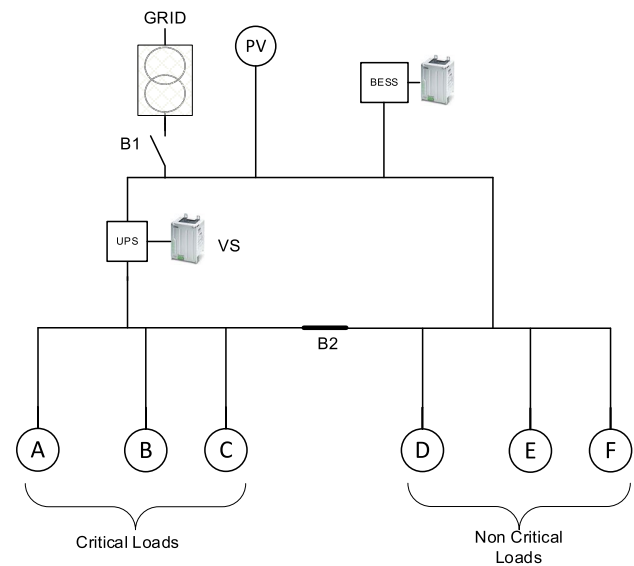 GRID
PV
BESS
B1
UPS
VS
B2
A
B
C
D
E
F
Critical Loads
Non Critical
Loads